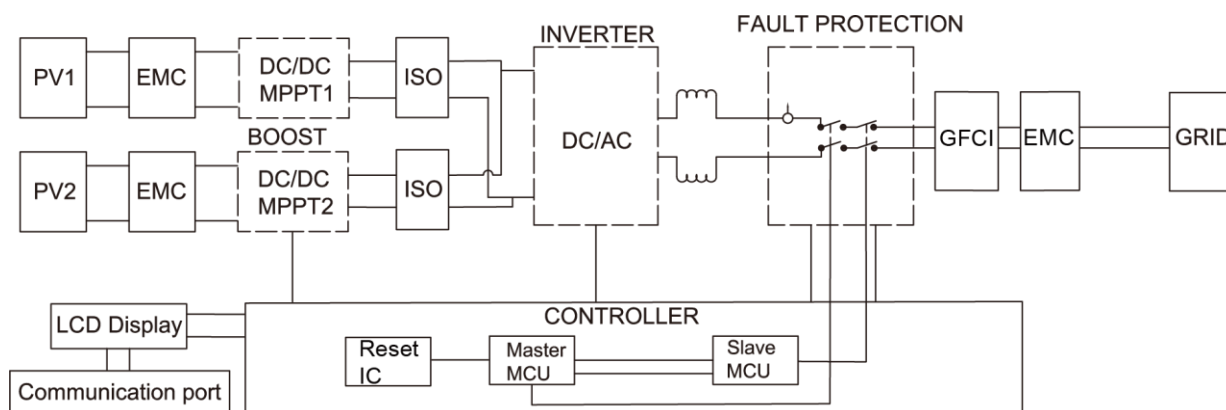 INVERTER
FAULT PROTECTION
PV1
EMC
DC/DC
MPPT1
ISO
BOOST
DC/AC
GFCI
EMC
GRID
PV2
EMC
DC/DC
MPPT2
ISO
CONTROLLER
LCD Display
Communication port
Reset
IC
Master
MCU
Slave
MCU